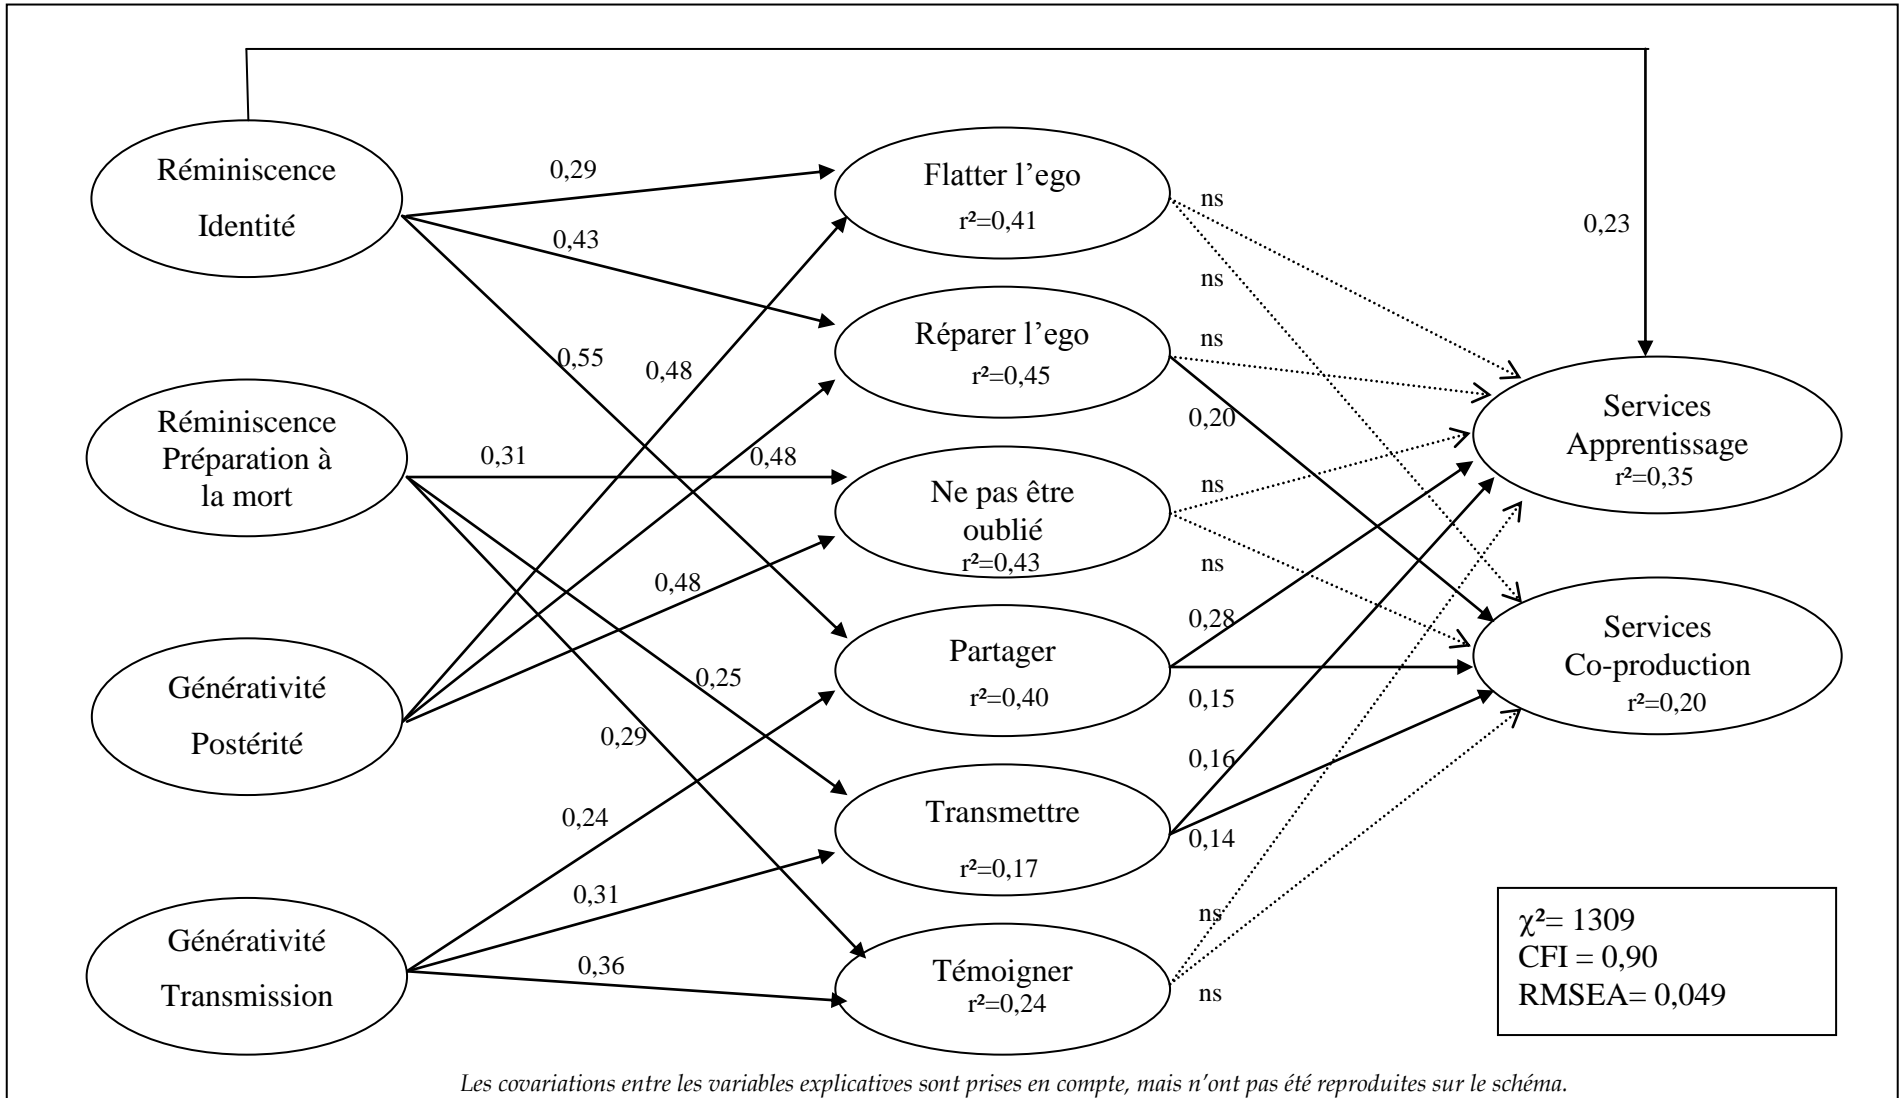 Réminiscence
Identité
Réminiscence
Préparation à
la mort
Générativité
Postérité
Générativité
Transmission
0,29
0,43
0,55
0,48
0,31
0,48
0,48
0,25
0,29
0,24
0,31
0,36
Flatter l’ego
r²=0,41
Réparer l’ego
r²=0,45
Ne pas être
oublié
r²=0,43
Partager
r²=0,40
Transmettre
r²=0,17
Témoigner
r²=0,24
ns
ns
ns
0,20
ns
ns
0,28
0,15
0,16
0,14
ns
ns
0,23
Services
Apprentissage
r²=0,35
Services
Co-production
r²=0,20
χ²= 1309
CFI = 0,90
RMSEA= 0,049
Les covariations entre les variables explicatives sont prises en compte, mais n’ont pas été reproduites sur le schéma.